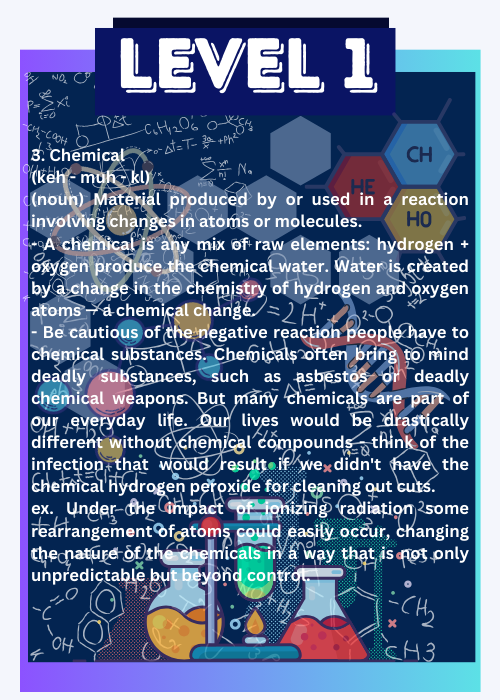 LEVEL 1
3. Chemical
(keh - muh - kl)
(noun) Material produced by or used in a reaction
involving changes in atoms or molecules.
- A chemical is any mix of raw elements: hydrogen +
oxygen produce the chemical water. Water is created
by a change in the chemistry of hydrogen and oxygen
atoms — a chemical change.
- Be cautious of the negative reaction people have to
chemical substances. Chemicals often bring to mind
deadly substances, such as asbestos or deadly
chemical weapons. But many chemicals are part of
our everyday life. Our lives would be drastically
different without chemical compounds - think of the
infection that would result if we didn't have the
chemical hydrogen peroxide for cleaning out cuts.
ex. Under the impact of ionizing radiation some
rearrangement of atoms could easily occur, changing
the nature of the chemicals in a way that is not only
unpredictable but beyond control.
CH
HE
HO
H₂O
CH₂
CH3
OH